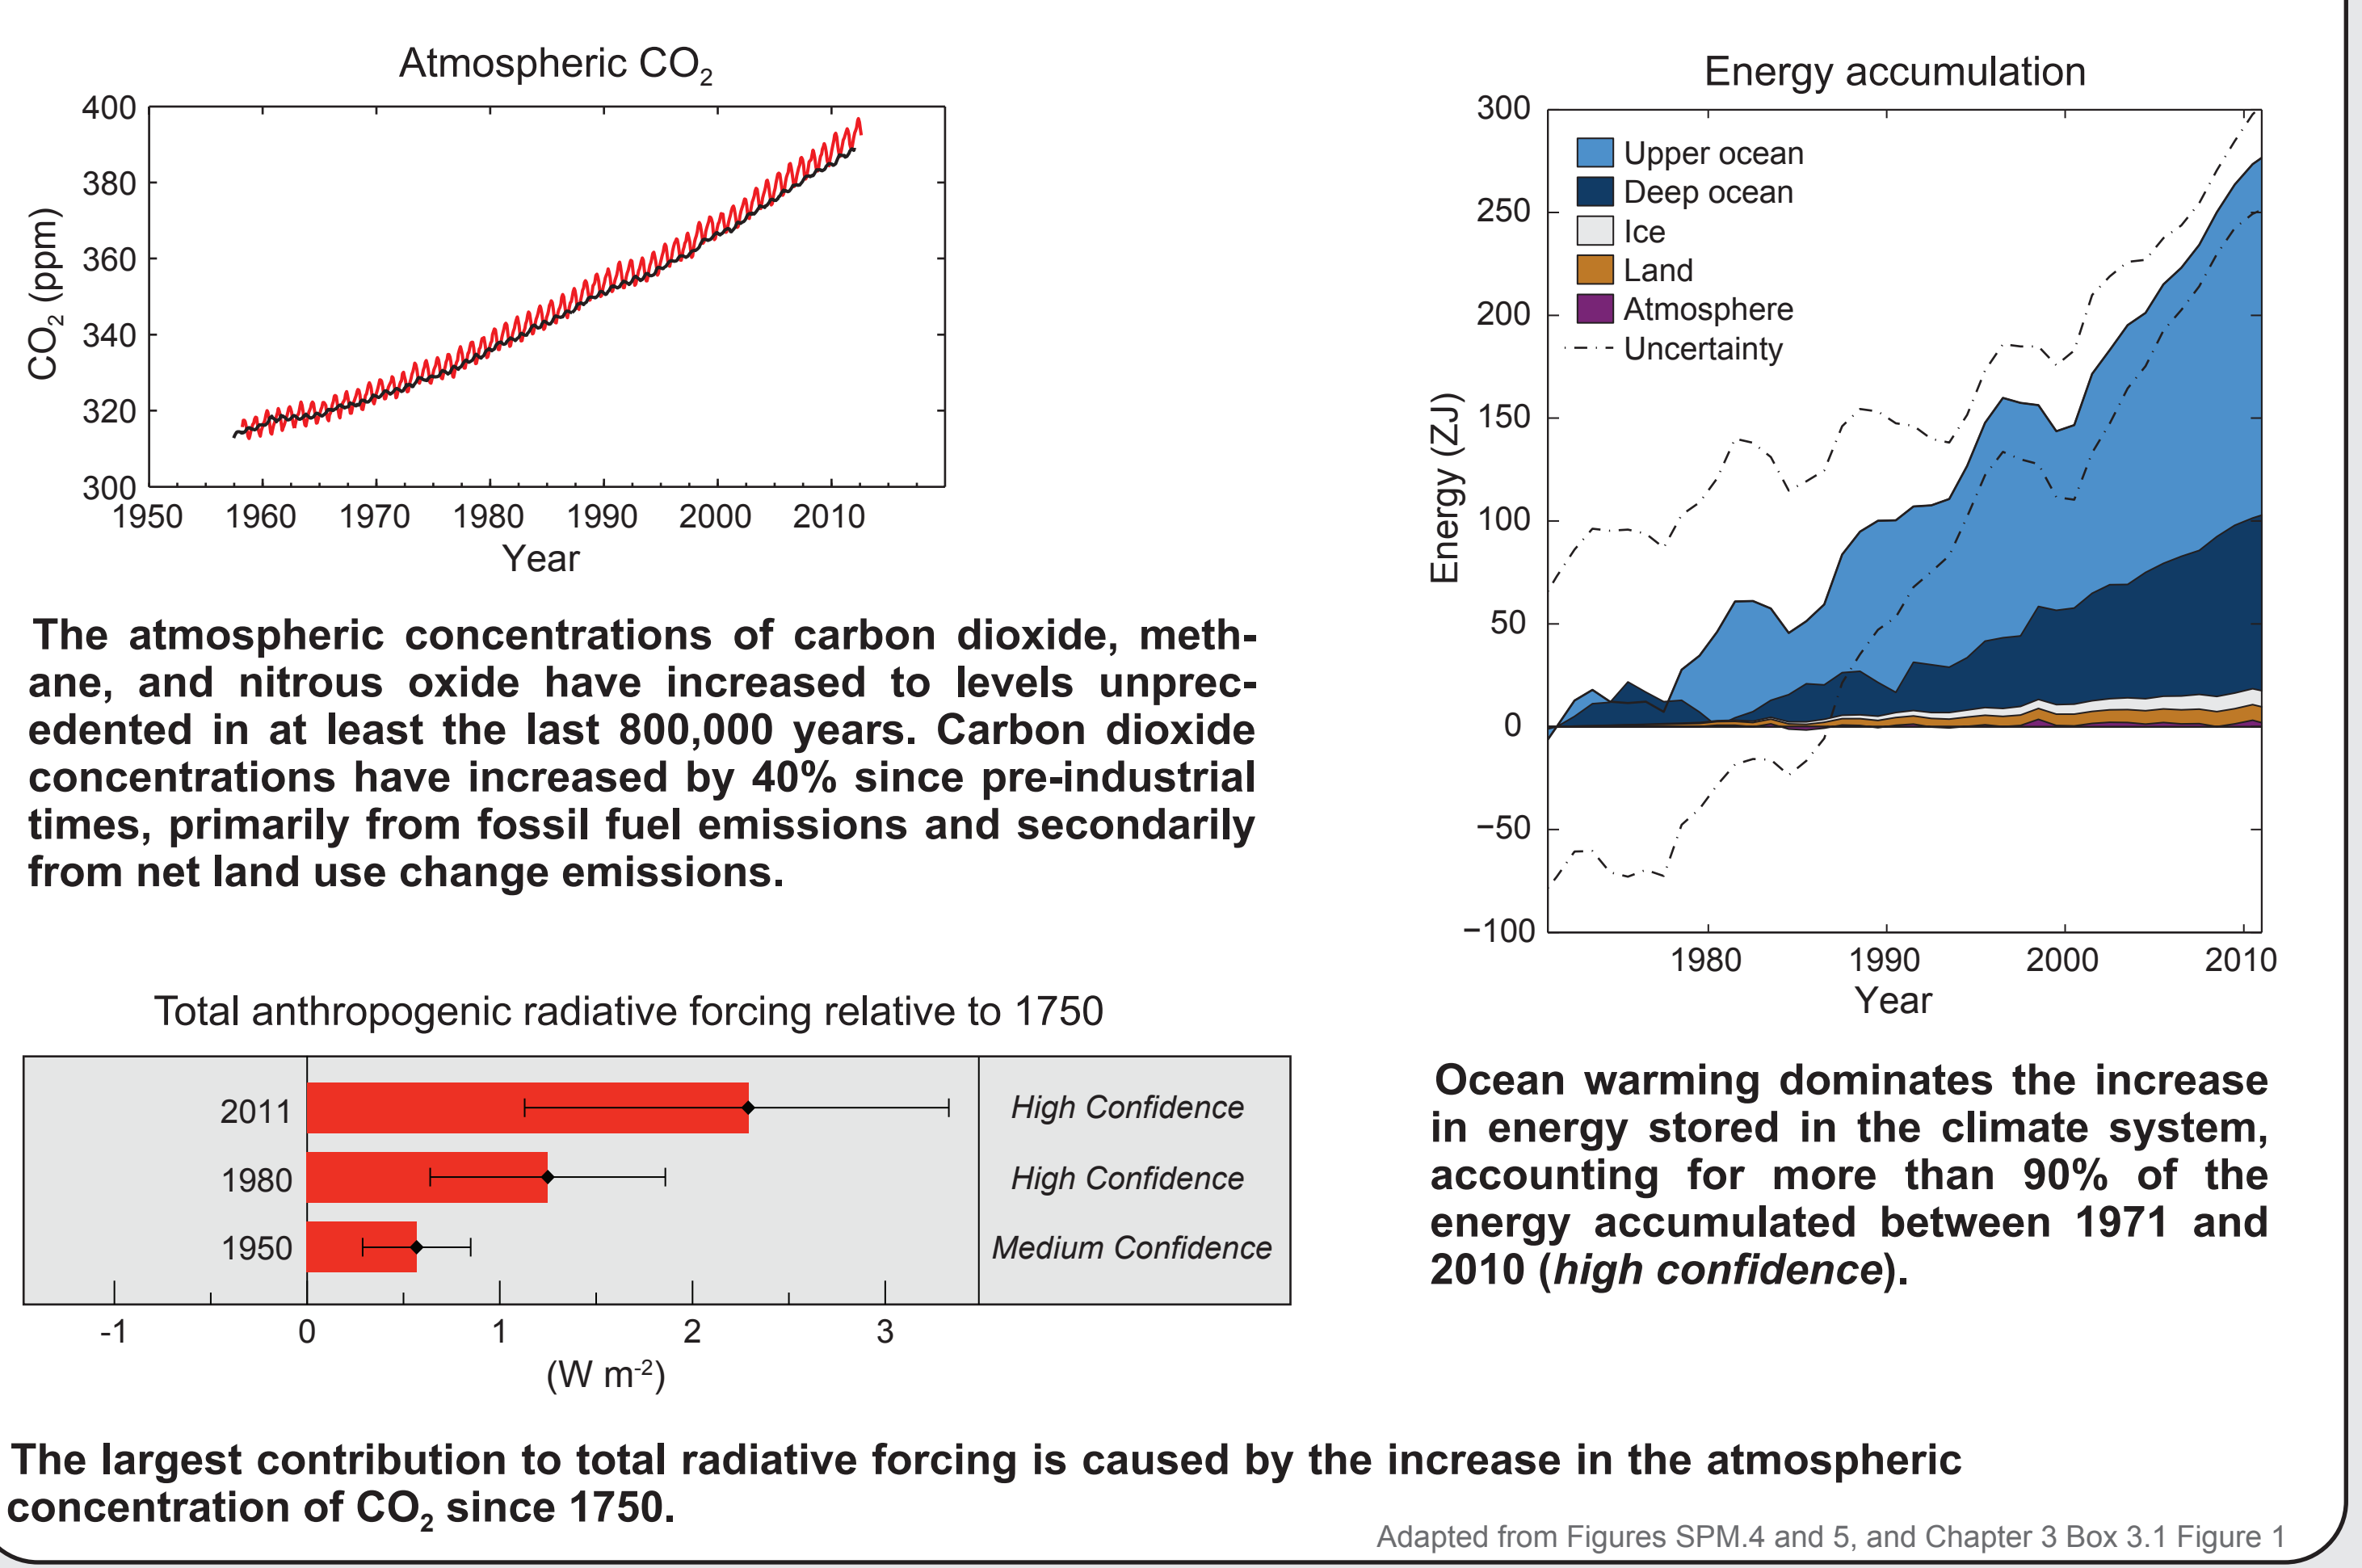 Atmospheric CO2
400
380
360
340
320
300
CO2 (ppm)
1950 1960 1970 1980 1990 2000 2010
Year
The atmospheric concentrations of carbon dioxide, meth-
ane, and nitrous oxide have increased to levels unprec-
edented in at least the last 800,000 years. Carbon dioxide
concentrations have increased by 40% since pre-industrial
times, primarily from fossil fuel emissions and secondarily
from net land use change emissions.
Energy accumulation
300
250
200
150
100
50
0
−50
−100
Energy (ZJ)
Upper ocean
Deep ocean
Ice
Land
Atmosphere
Uncertainty
1980 1990 2000 2010
Year
Ocean warming dominates the increase
in energy stored in the climate system,
accounting for more than 90% of the
energy accumulated between 1971 and
2010 (high confidence).
Total anthropogenic radiative forcing relative to 1750
2011 High Confidence
1980 High Confidence
1950 Medium Confidence
-1 0 1 2 3
(W m-2)
The largest contribution to total radiative forcing is caused by the increase in the atmospheric
concentration of CO2 since 1750.
Adapted from Figures SPM.4 and 5, and Chapter 3 Box 3.1 Figure 1